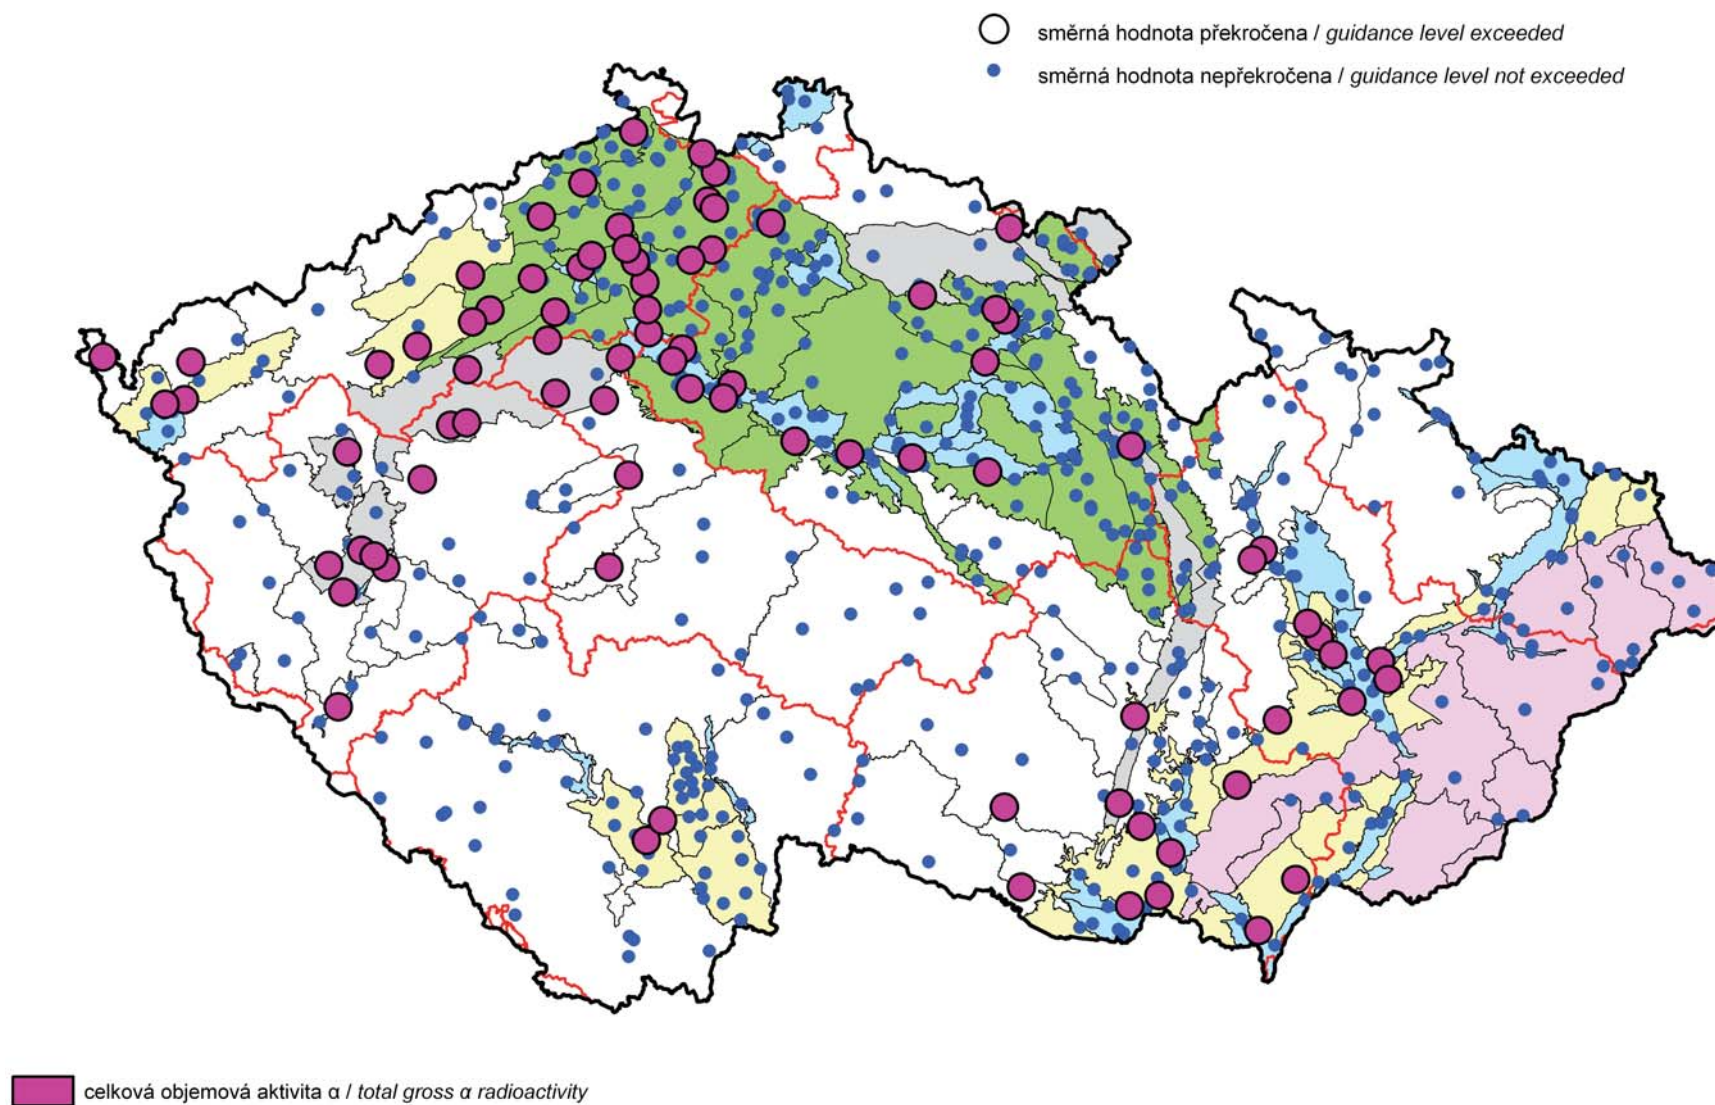 směrná hodnota překročena / guidance level exceeded
směrná hodnota nepřekročena / guidance level not exceeded
celková objemová aktivita α / total gross α radioactivity